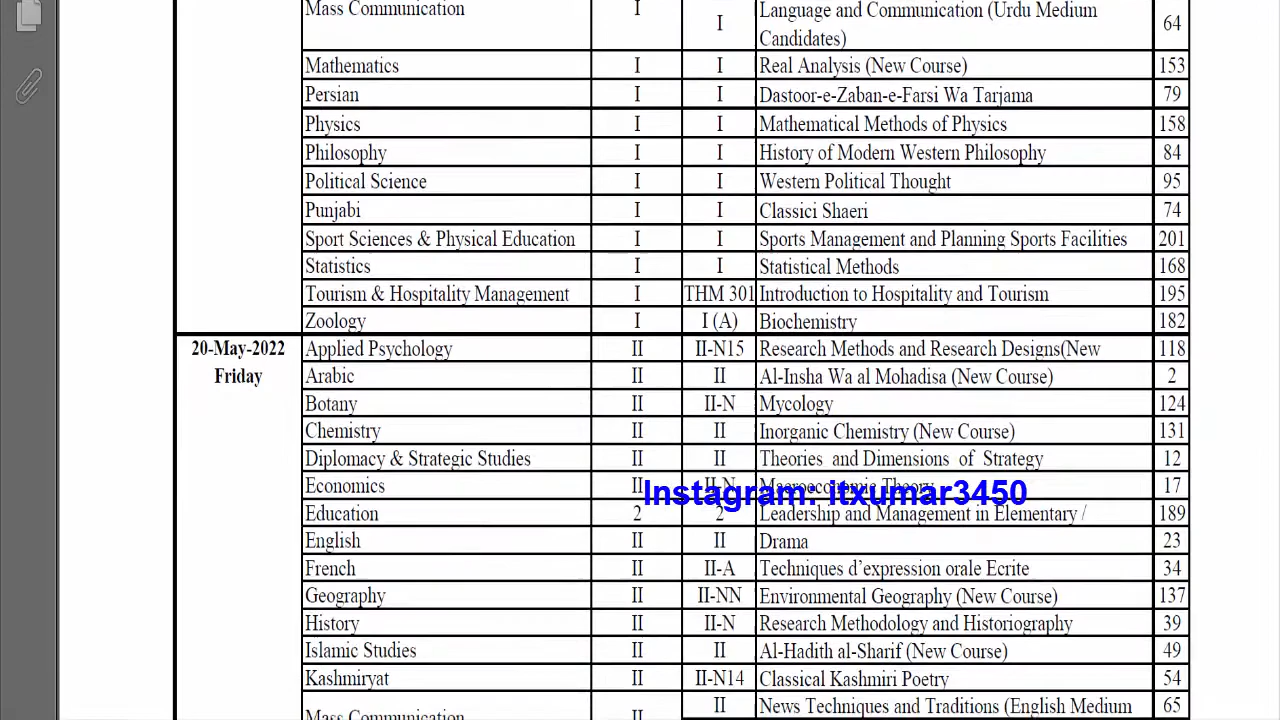 Mass Communication I I Language and Communication (Urdu Medium 64
Candidates)
Mathematics I I Real Analysis (New Course) 153
Persian I I Dastoor-e-Zaban-e-Farsi Wa Tarjama 79
Physics I I Mathematical Methods of Physics 158
Philosophy I I History of Modern Western Philosophy 84
Political Science I I Western Political Thought 95
Punjabi I I Classici Shaeri 74
Sport Sciences & Physical Education I I Sports Management and Planning Sports Facilities 201
Statistics I I Statistical Methods 168
Tourism & Hospitality Management I THM 301 Introduction to Hospitality and Tourism 195
Zoology I I (A) Biochemistry 182
20-May-2022 Applied Psychology II II-N15 Research Methods and Research Designs(New 118
Friday Arabic II II Al-Insha Wa al Mohadisa (New Course) 2
Botany II II-N Mycology 124
Chemistry II II Inorganic Chemistry (New Course) 131
Diplomacy & Strategic Studies II II Theories and Dimensions of Strategy 12
Economics II II-N Macroeconomic Theory 17
Instagram: itxumar3450
Education 2 2 Leadership and Management in Elementary / 189
English II II Drama 23
French II II-A Techniques d’expression orale Ecrite 34
Geography II II-NN Environmental Geography (New Course) 137
History II II-N Research Methodology and Historiography 39
Islamic Studies II II Al-Hadith al-Sharif (New Course) 49
Kashmiryat II II-N14 Classical Kashmiri Poetry 54
Mass Communication II II News Techniques and Traditions (English Medium 65